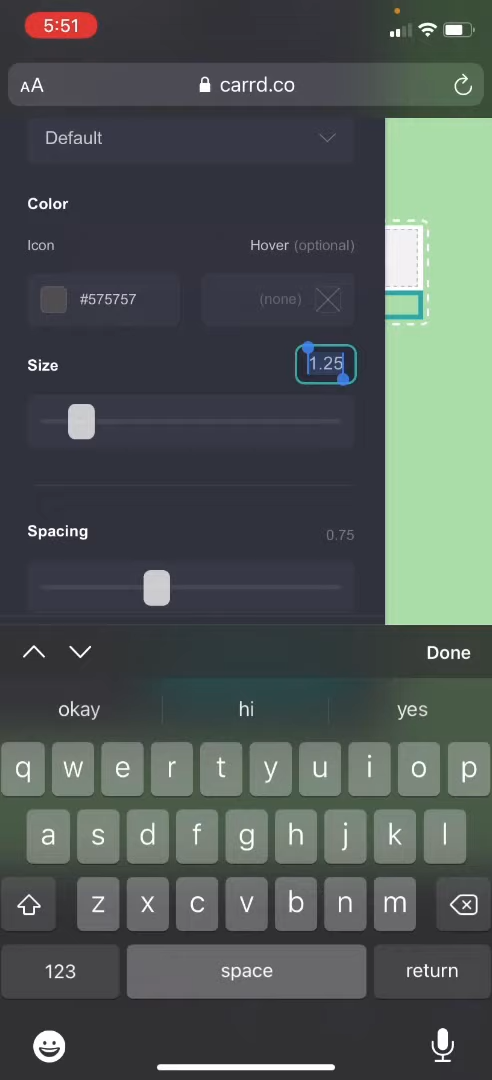 5:51
AA
carrd.co
Default
Color
Icon
Hover (optional)
#575757
(none)
Size
1.25
Spacing
0.75
Done
okay
hi
yes
q w e r t y u i o p
a s d f g h j k l
z x c v b n m
123
space
return